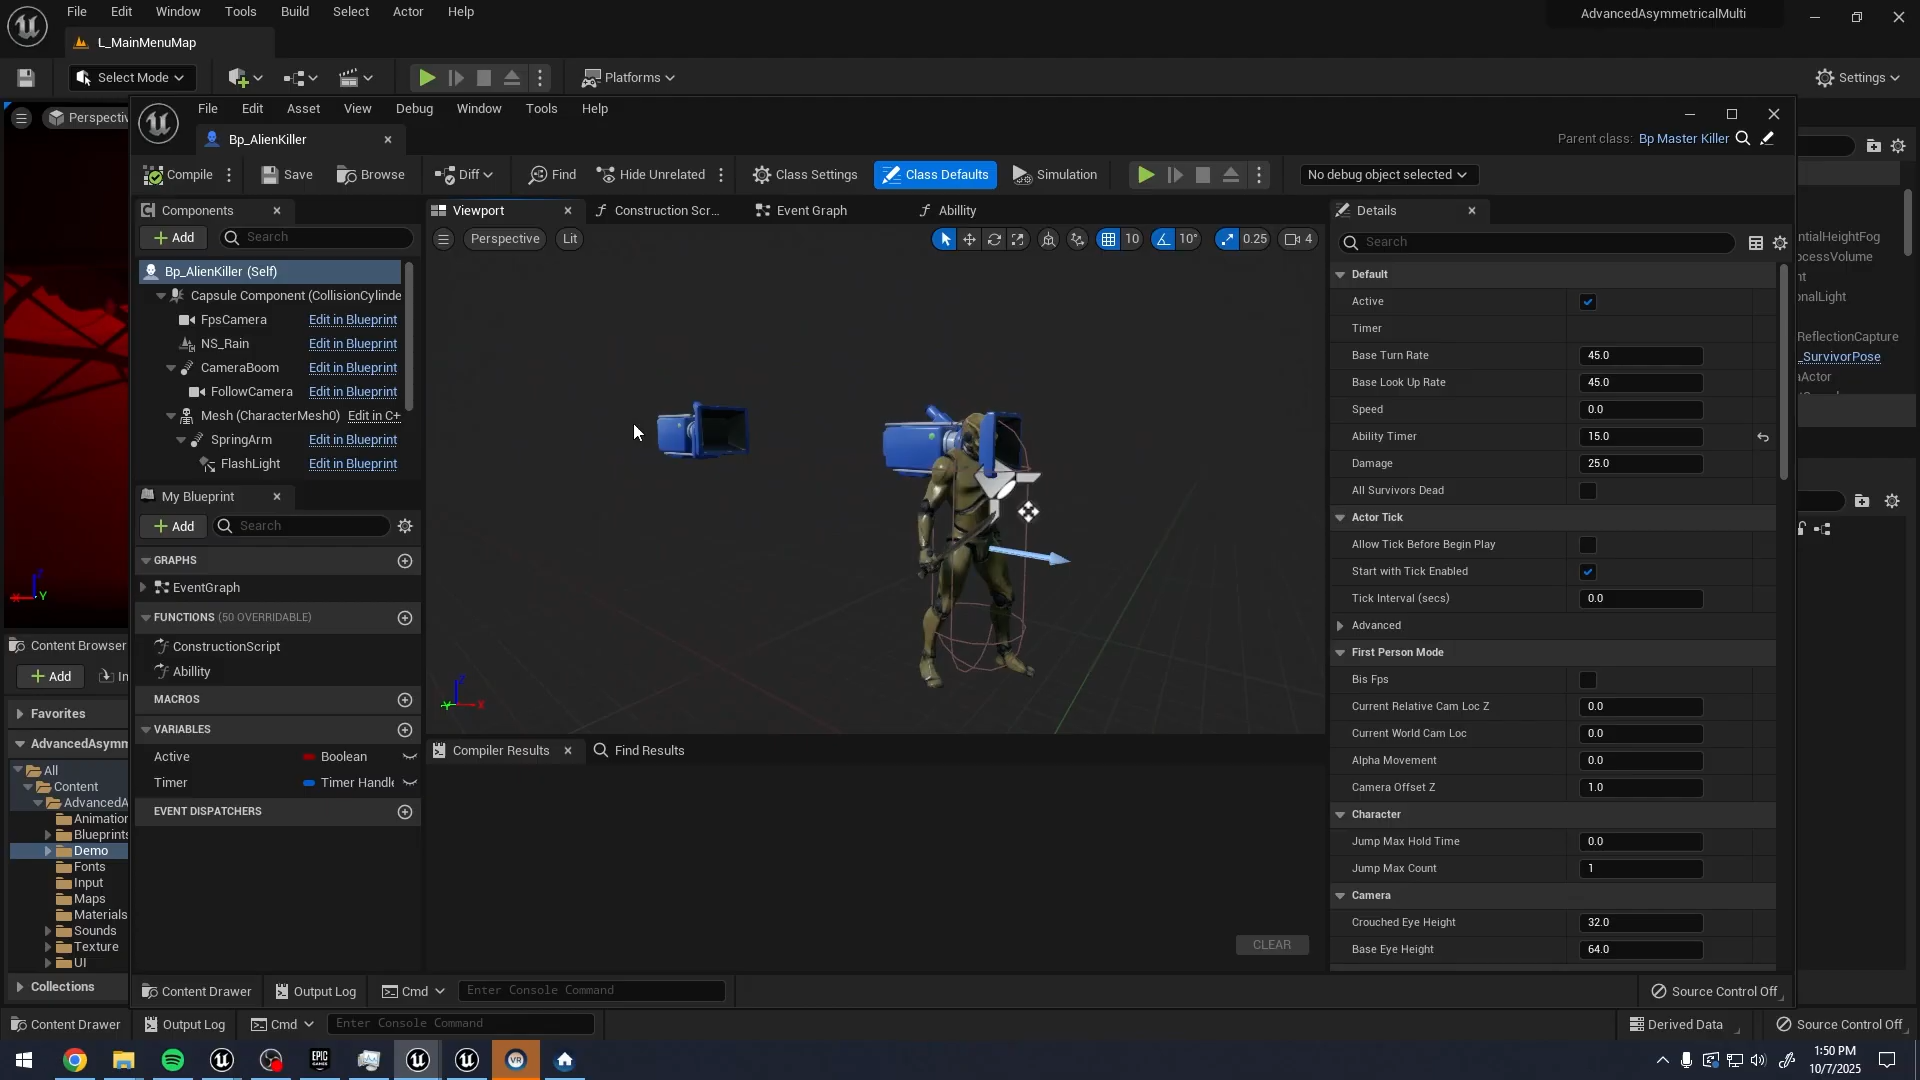 File Edit Window Tools Build Select Actor Help
AdvancedAsymmetricalMulti
L_MainMenuMap
Select Mode
Platforms
Settings
Perspectiv
File Edit Asset View Debug Window Tools Help
Bp_AlienKiller
Parent class: Bp Master Killer
Compile Save Browse Diff Find Hide Unrelated Class Settings Class Defaults Simulation No debug object selected
Components
Add Search
Bp_AlienKiller (Self)
Capsule Component (CollisionCylinde
FpsCamera Edit in Blueprint
NS_Rain Edit in Blueprint
CameraBoom Edit in Blueprint
FollowCamera Edit in Blueprint
Mesh (CharacterMesh0) Edit in C+
SpringArm Edit in Blueprint
FlashLight Edit in Blueprint
My Blueprint
Add Search
GRAPHS
EventGraph
FUNCTIONS (50 OVERRIDABLE)
ConstructionScript
Abillity
MACROS
VARIABLES
Active Boolean
Timer Timer Handle
EVENT DISPATCHERS
Viewport Construction Scr... Event Graph Abillity
Perspective Lit 10 10° 0.25 4
Z
Y
X
Compiler Results Find Results
CLEAR
Details
Search
Default
Active
Timer
Base Turn Rate 45.0
Base Look Up Rate 45.0
Speed 0.0
Ability Timer 15.0
Damage 25.0
All Survivors Dead
Actor Tick
Allow Tick Before Begin Play
Start with Tick Enabled
Tick Interval (secs) 0.0
Advanced
First Person Mode
Bis Fps
Current Relative Cam Loc Z 0.0
Current World Cam Loc 0.0
Alpha Movement 0.0
Camera Offset Z 1.0
Character
Jump Max Hold Time 0.0
Jump Max Count 1
Camera
Crouched Eye Height 32.0
Base Eye Height 64.0
ntialHeightFog
ocessVolume
nt
onalLight
ReflectionCapture
_SurvivorPose
aActor
Z
X Y
Content Browser
Add In
Favorites
AdvancedAsymm
All
Content
AdvancedA
Animation
Blueprints
Demo
Fonts
Input
Maps
Materials
Sounds
Texture
UI
Collections
Content Drawer Output Log Cmd Enter Console Command Source Control Off
Content Drawer Output Log Cmd Enter Console Command Derived Data Source Control Off
EPIC GAMES
VR
1:50 PM
10/7/2025